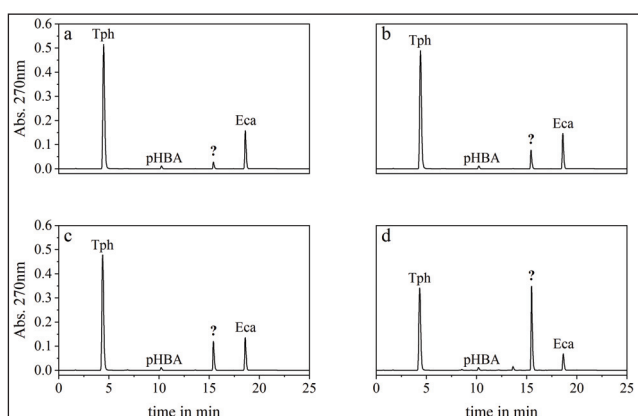 a
Abs. 270nm
0.6
0.5
0.4
0.3
0.2
0.1
0.0
Tph
pHBA
?
Eca
b
Tph
pHBA
?
Eca
c
Abs. 270nm
0.6
0.5
0.4
0.3
0.2
0.1
0.0
Tph
pHBA
?
Eca
0 5 10 15 20 25
time in min
d
Tph
pHBA
?
Eca
0 5 10 15 20 25
time in min